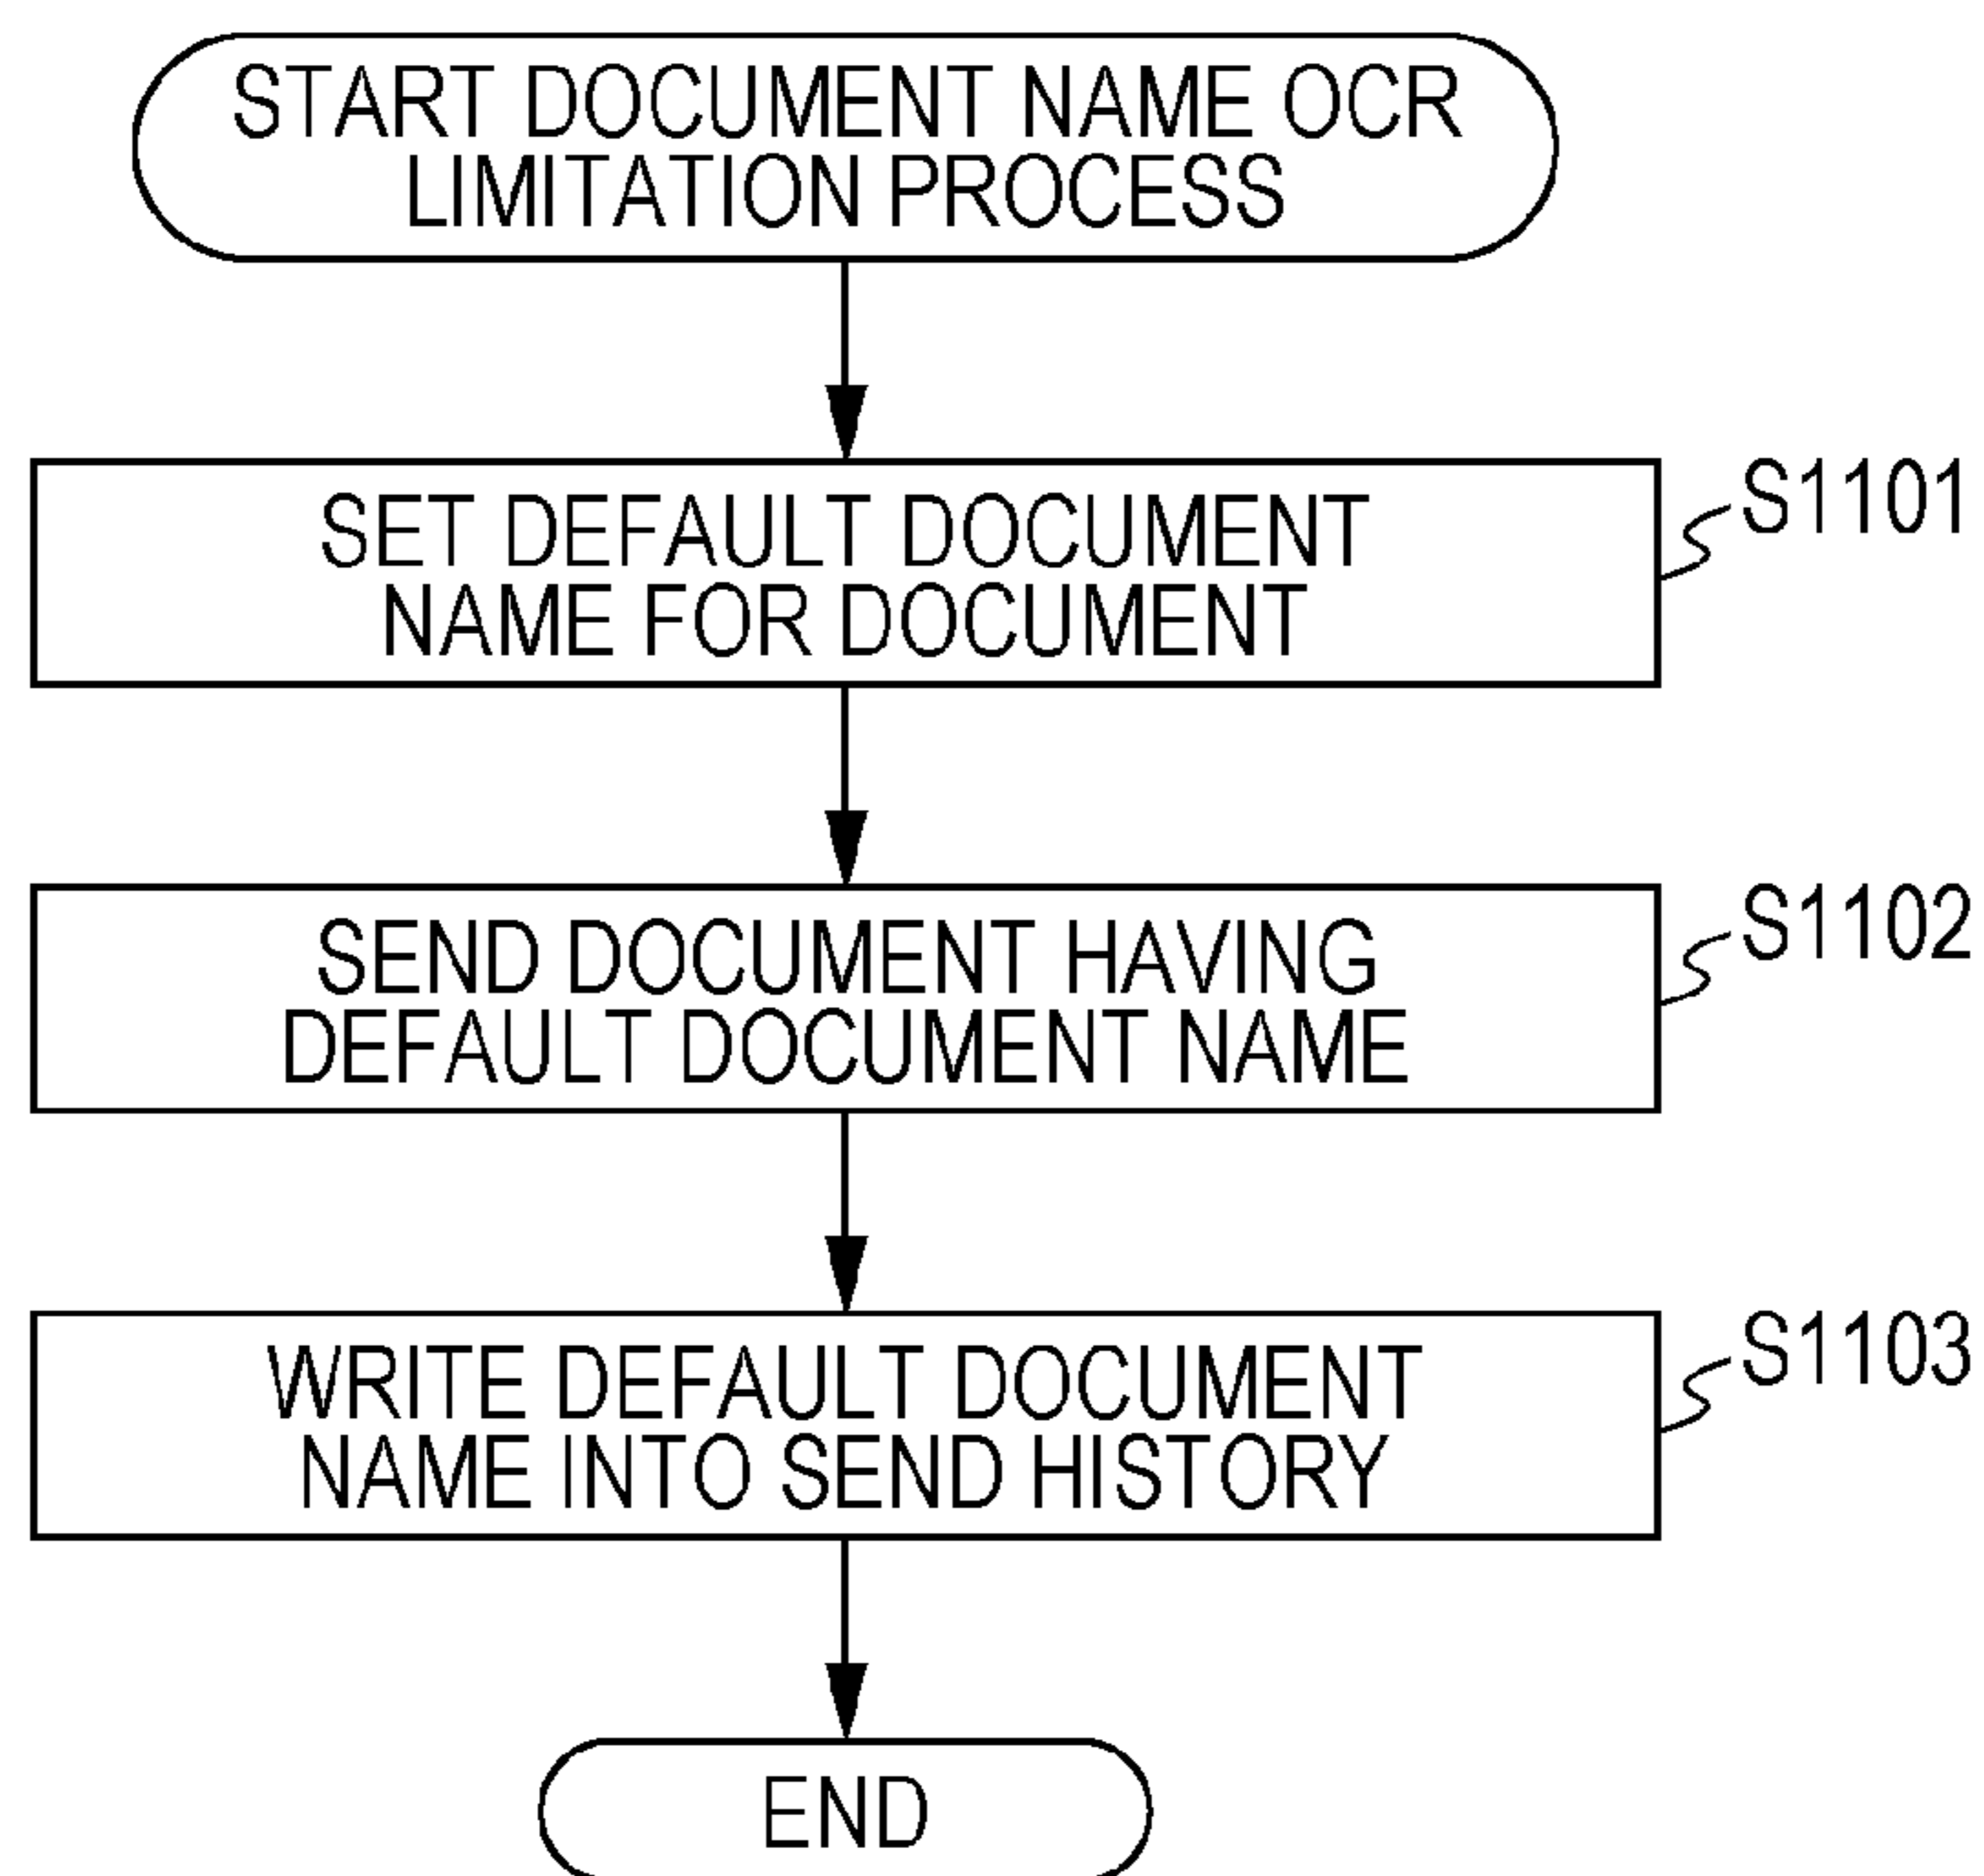 START DOCUMENT NAME OCR
LIMITATION PROCESS
SET DEFAULT DOCUMENT
NAME FOR DOCUMENT
S1101
SEND DOCUMENT HAVING
DEFAULT DOCUMENT NAME
S1102
WRITE DEFAULT DOCUMENT
NAME INTO SEND HISTORY
S1103
END